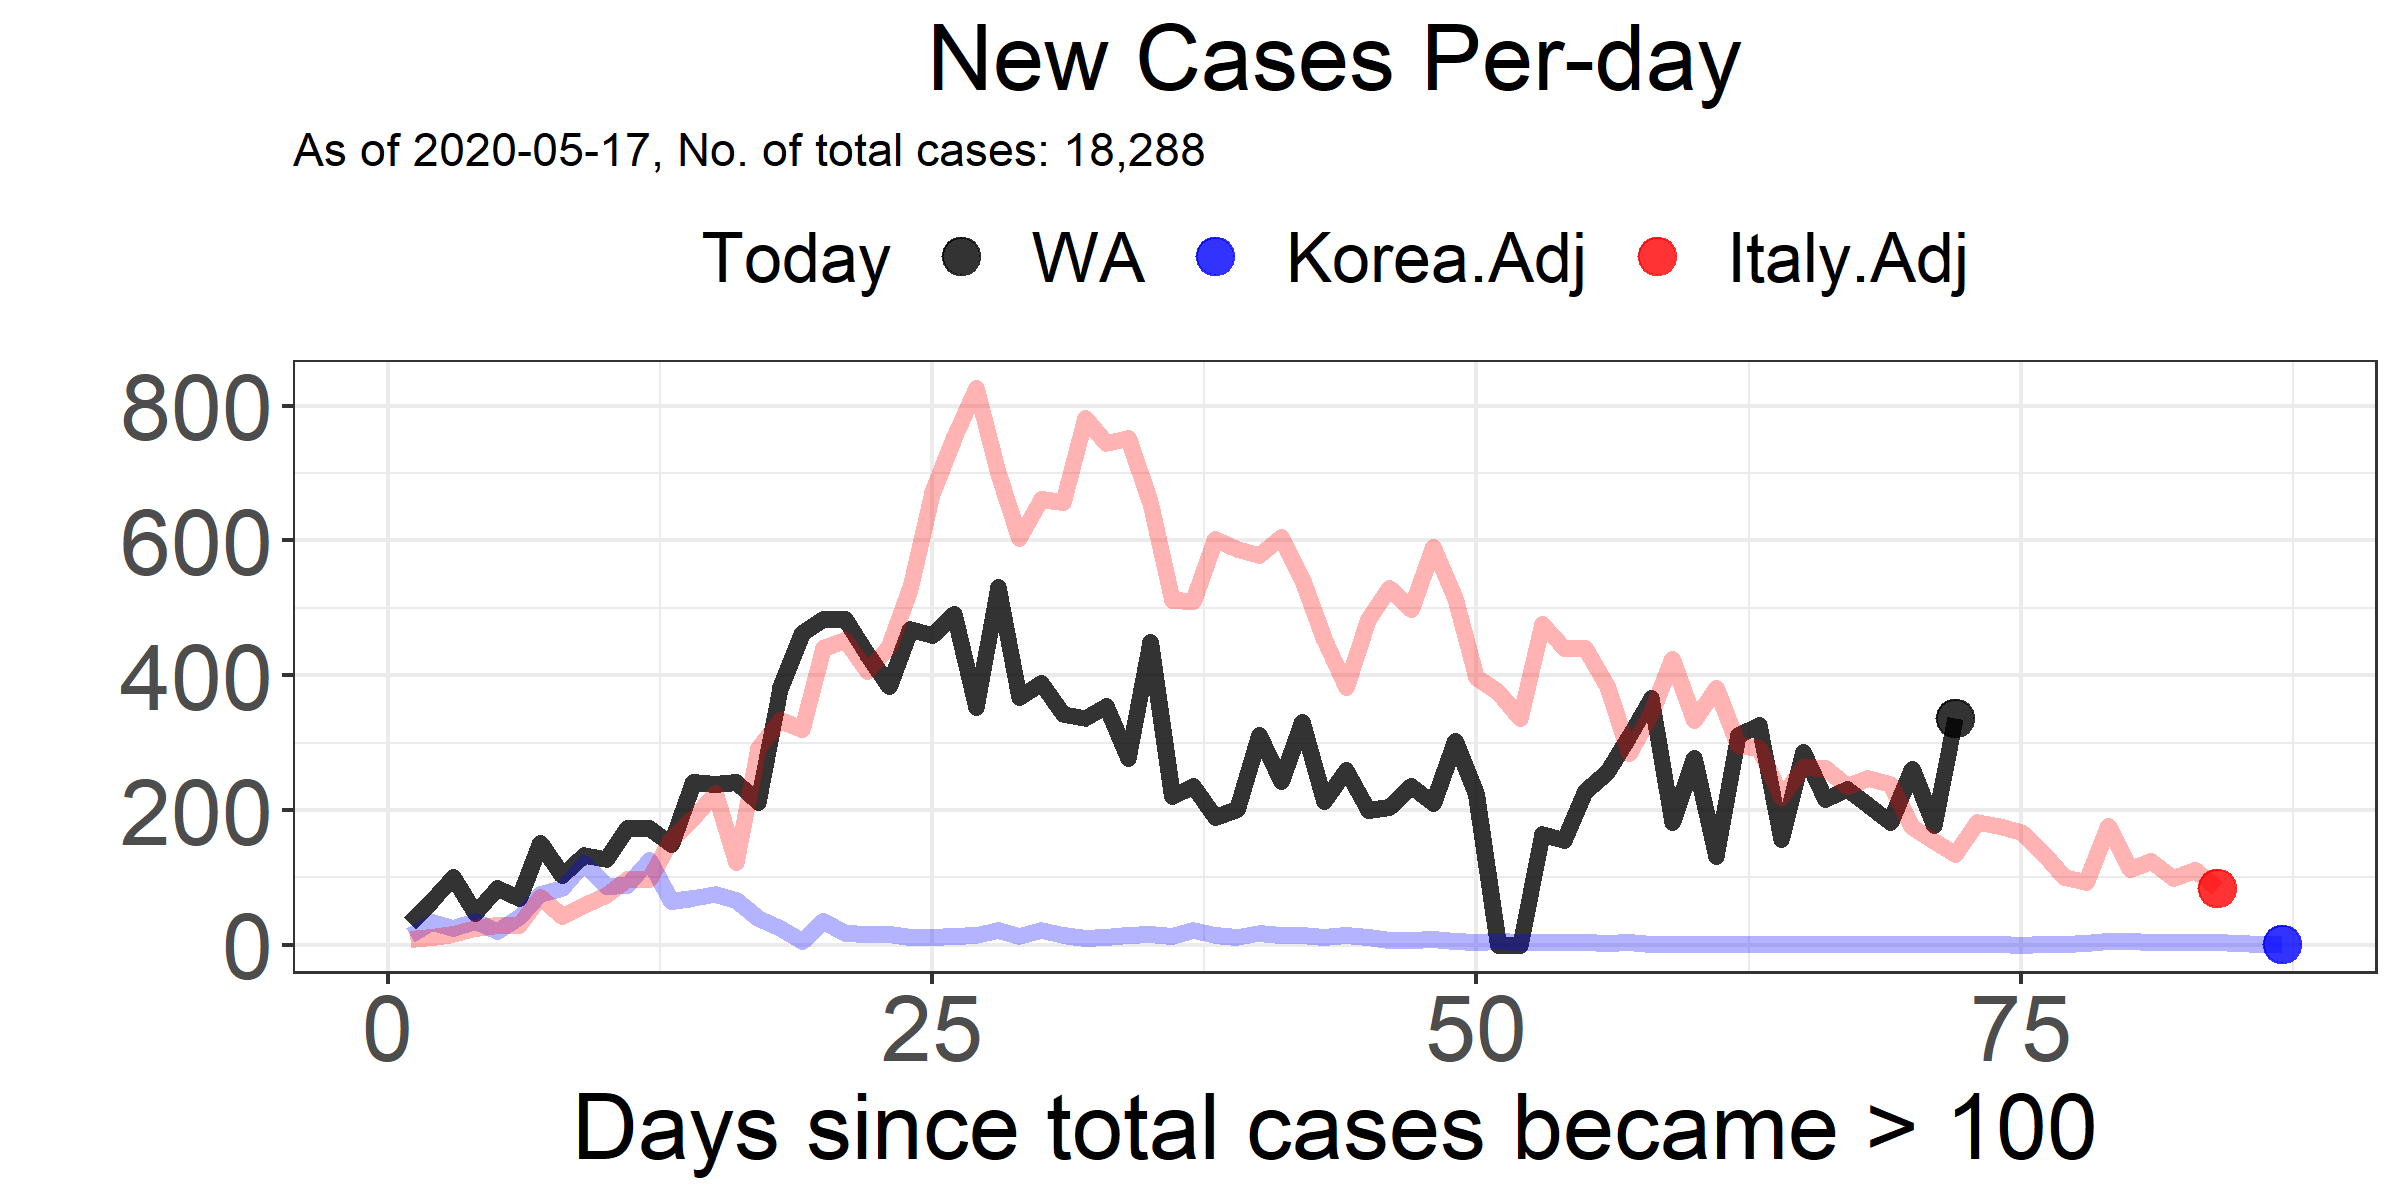 New Cases Per-day
As of 2020-05-17, No. of total cases: 18,288
Today WA Korea.Adj Italy.Adj
800
600
400
200
0
0 25 50 75
Days since total cases became > 100